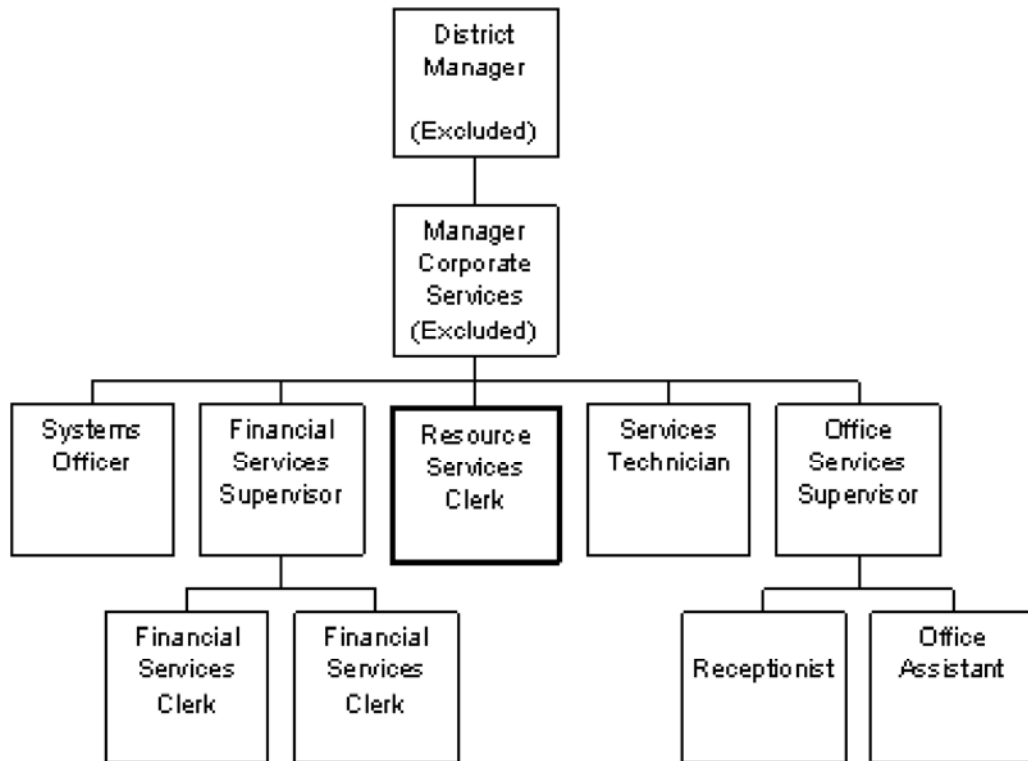 District
Manager
(Excluded)
Manager
Corporate
Services
(Excluded)
Systems
Officer
Financial
Services
Supervisor
Resource
Services
Clerk
Services
Technician
Office
Services
Supervisor
Financial
Services
Clerk
Financial
Services
Clerk
Receptionist
Office
Assistant